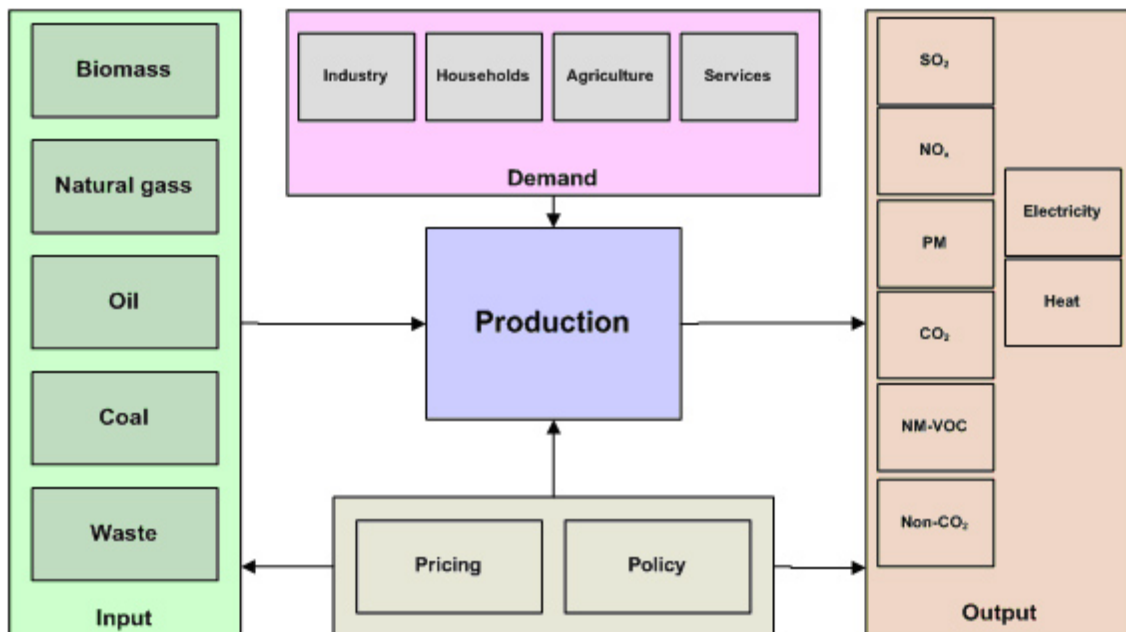 Biomass
Natural gass
Oil
Coal
Waste
Input
Industry
Households
Agriculture
Services
Demand
Production
Pricing
Policy
SO₂
NOₓ
PM
CO₂
NM-VOC
Non-CO₂
Electricity
Heat
Output